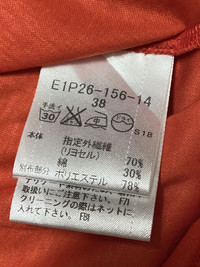 E1P26-156-14
38
手洗イ
30
中
S18
本体
指定外繊維
(リヨセル) 70%
綿 30%
別布部分 ポリエステル 78%
取扱いにご注意下さい。 FB
クリーニングの際はネットに
入れて下さい。 F駅